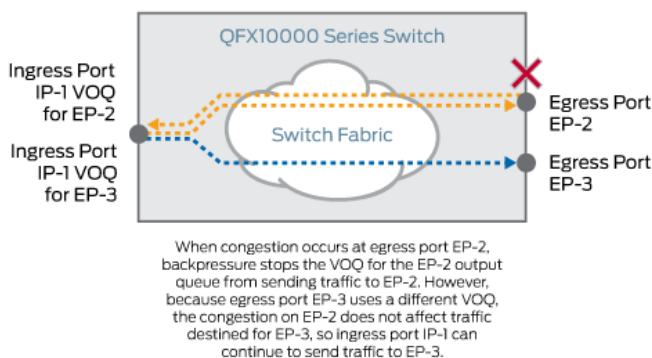 QFX10000 Series Switch
Ingress Port
IP-1 VOQ
for EP-2
Ingress Port
IP-1 VOQ
for EP-3
Switch Fabric
Egress Port
EP-2
Egress Port
EP-3
When congestion occurs at egress port EP-2,
backpressure stops the VOQ for the EP-2 output
queue from sending traffic to EP-2. However,
because egress port EP-3 uses a different VOQ,
the congestion on EP-2 does not affect traffic
destined for EP-3, so ingress port IP-1 can
continue to send traffic to EP-3.